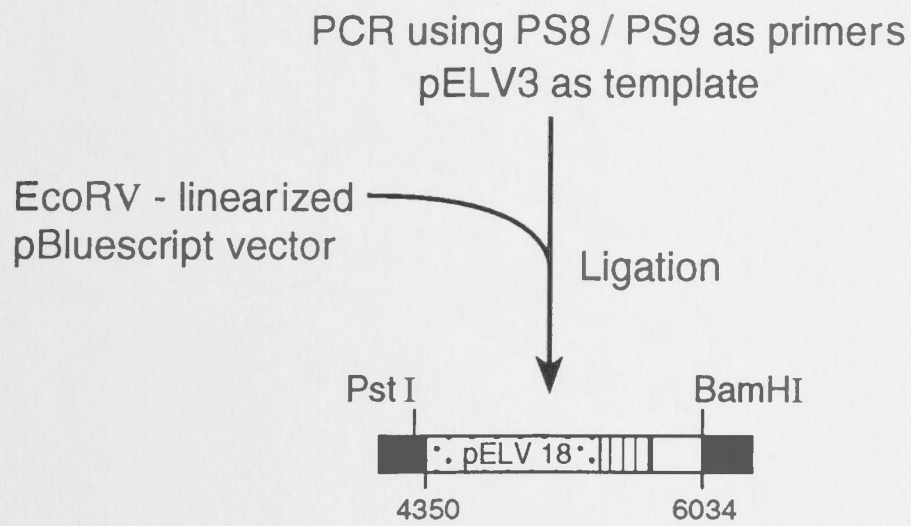 PCR using PS8 / PS9 as primers
pELV3 as template
EcoRV - linearized
pBluescript vector
Ligation
Pst I
BamHI
pELV 18
4350
6034